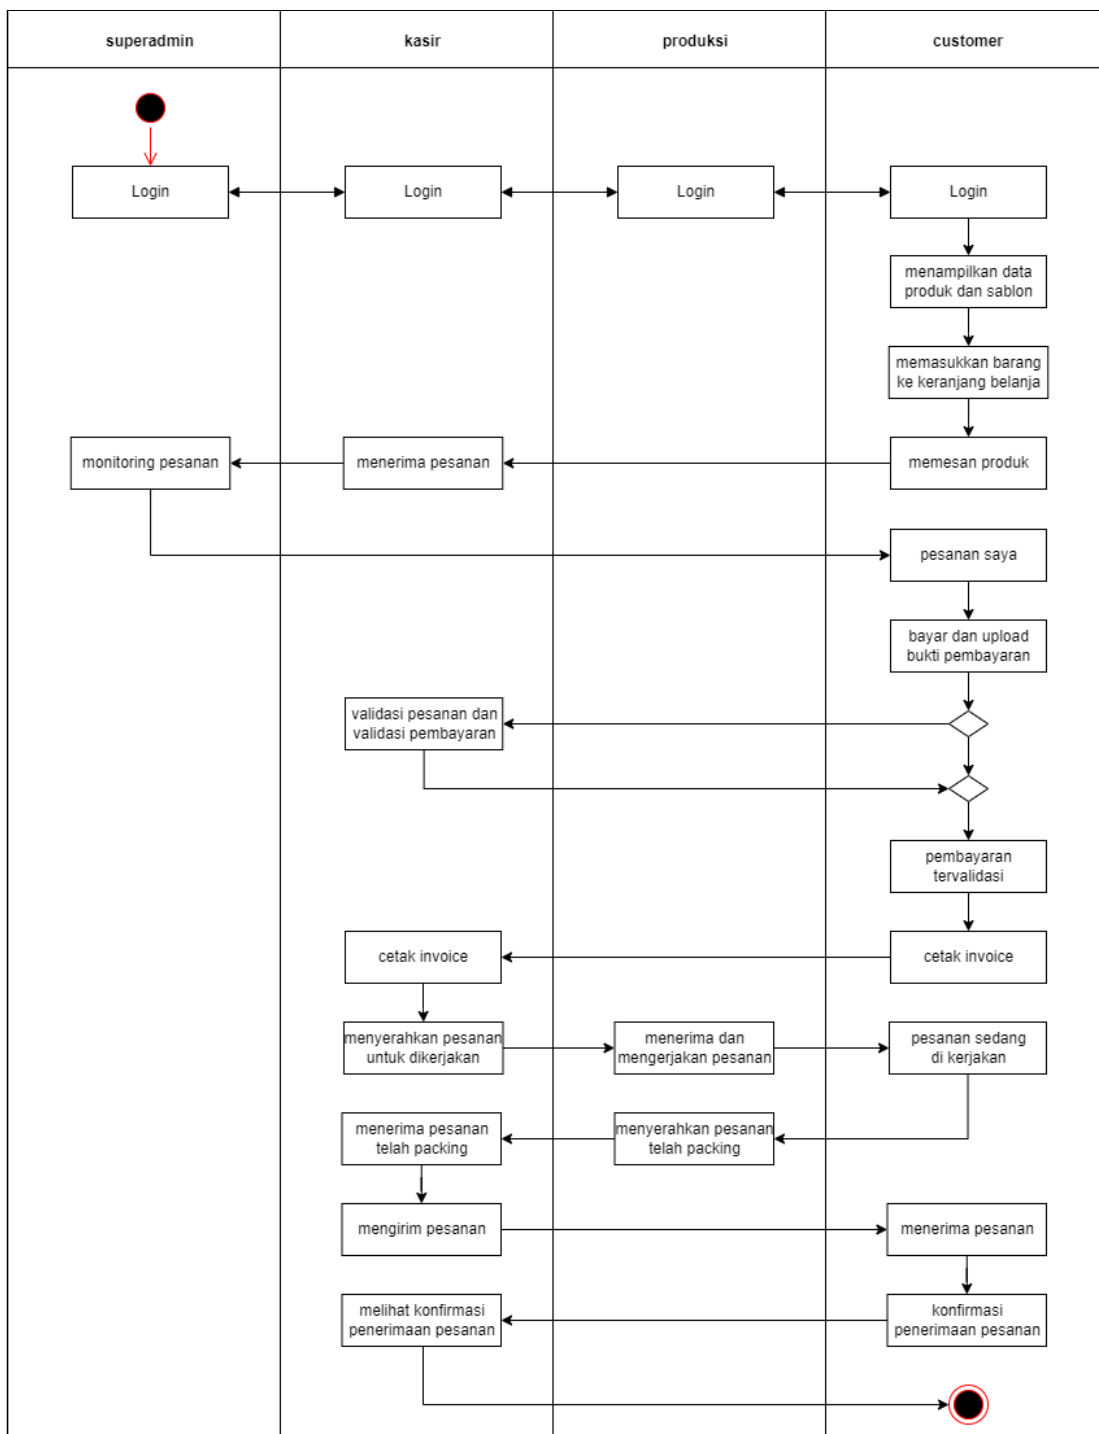 superadmin
kasir
produksi
customer
Login
Login
Login
Login
menampilkan data
produk dan sablon
memasukkan barang
ke keranjang belanja
monitoring pesanan
menerima pesanan
memesan produk
pesanan saya
bayar dan upload
bukti pembayaran
validasi pesanan dan
validasi pembayaran
pembayaran
tervalidasi
cetak invoice
cetak invoice
menyerahkan pesanan
untuk dikerjakan
menerima dan
mengerjakan pesanan
pesanan sedang
di kerjakan
menerima pesanan
telah packing
menyerahkan pesanan
telah packing
mengirim pesanan
menerima pesanan
melihat konfirmasi
penerimaan pesanan
konfirmasi
penerimaan pesanan